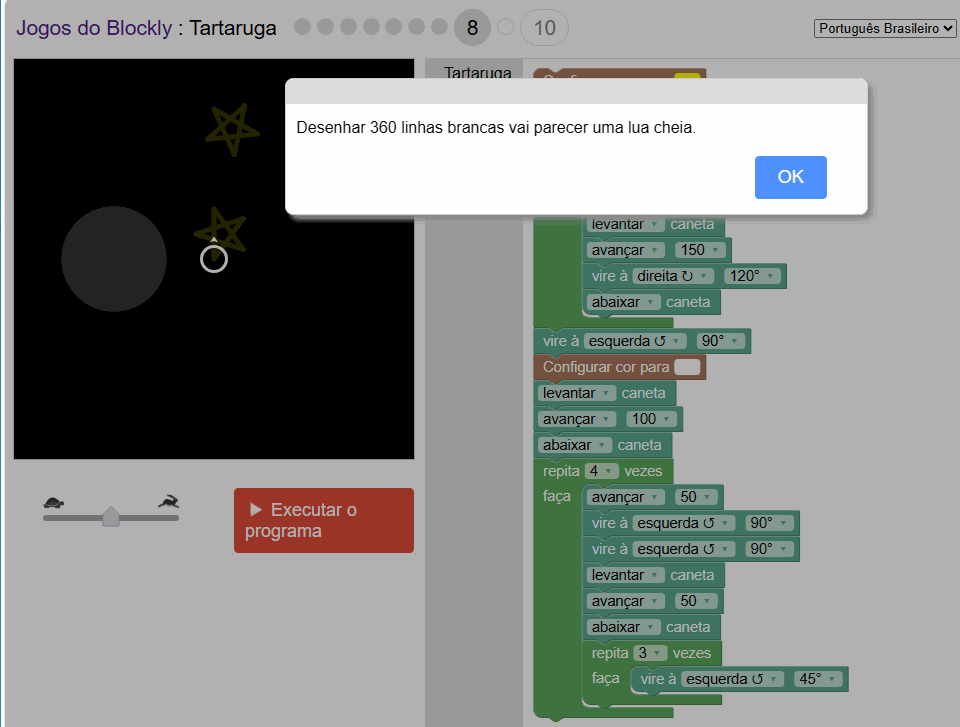 Jogos do Blockly : Tartaruga 8 10 Português Brasileiro
Tartaruga
Desenhar 360 linhas brancas vai parecer uma lua cheia.
OK
levantar caneta
avançar 150
vire à direita ↻ 120°
abaixar caneta
vire à esquerda ↺ 90°
Configurar cor para
levantar caneta
avançar 100
abaixar caneta
repita 4 vezes
faça avançar 50
vire à esquerda ↺ 90°
vire à esquerda ↺ 90°
levantar caneta
avançar 50
abaixar caneta
repita 3 vezes
faça vire à esquerda ↺ 45°
Executar o
programa